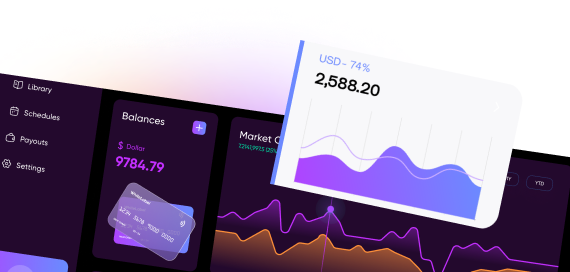 Library
Schedules
Payouts
Settings
Balances
$ Dollar
9784.79
Market
USD - 74%
2,588.20
YTD